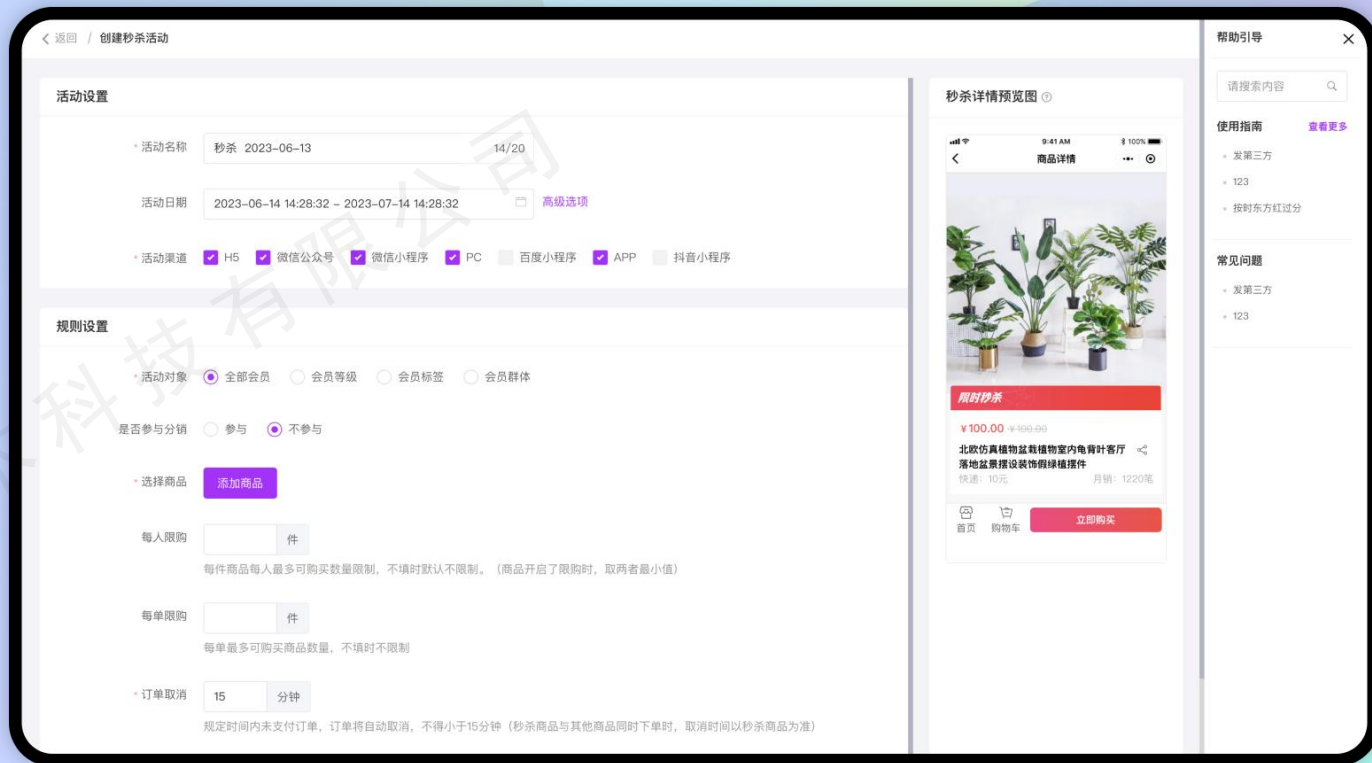 返回 / 创建秒杀活动
活动设置
* 活动名称 秒杀 2023-06-13 14/20
活动日期 2023-06-14 14:28:32 - 2023-07-14 14:28:32 高级选项
* 活动渠道 H5 微信公众号 微信小程序 PC 百度小程序 APP 抖音小程序
规则设置
* 活动对象 全部会员 会员等级 会员标签 会员群体
是否参与分销 参与 不参与
* 选择商品 添加商品
每人限购 件
每件商品每人最多可购买数量限制，不填时默认不限制。（商品开启了限购时，取两者最小值）
每单限购 件
每单最多可购买商品数量，不填时不限制
* 订单取消 15 分钟
规定时间内未支付订单，订单将自动取消，不得小于15分钟（秒杀商品与其他商品同时下单时，取消时间以秒杀商品为准）
秒杀详情预览图
9:41 AM 100%
商品详情
限时秒杀
¥100.00 ¥100.00
北欧仿真植物盆栽植物室内龟背叶客厅
落地盆景摆设装饰假绿植摆件
快递：10元 月销：1220笔
首页 购物车 立即购买
帮助引导
请搜索内容
使用指南 查看更多
发第三方
123
按时东方红过分
常见问题
发第三方
123
科技有限公司